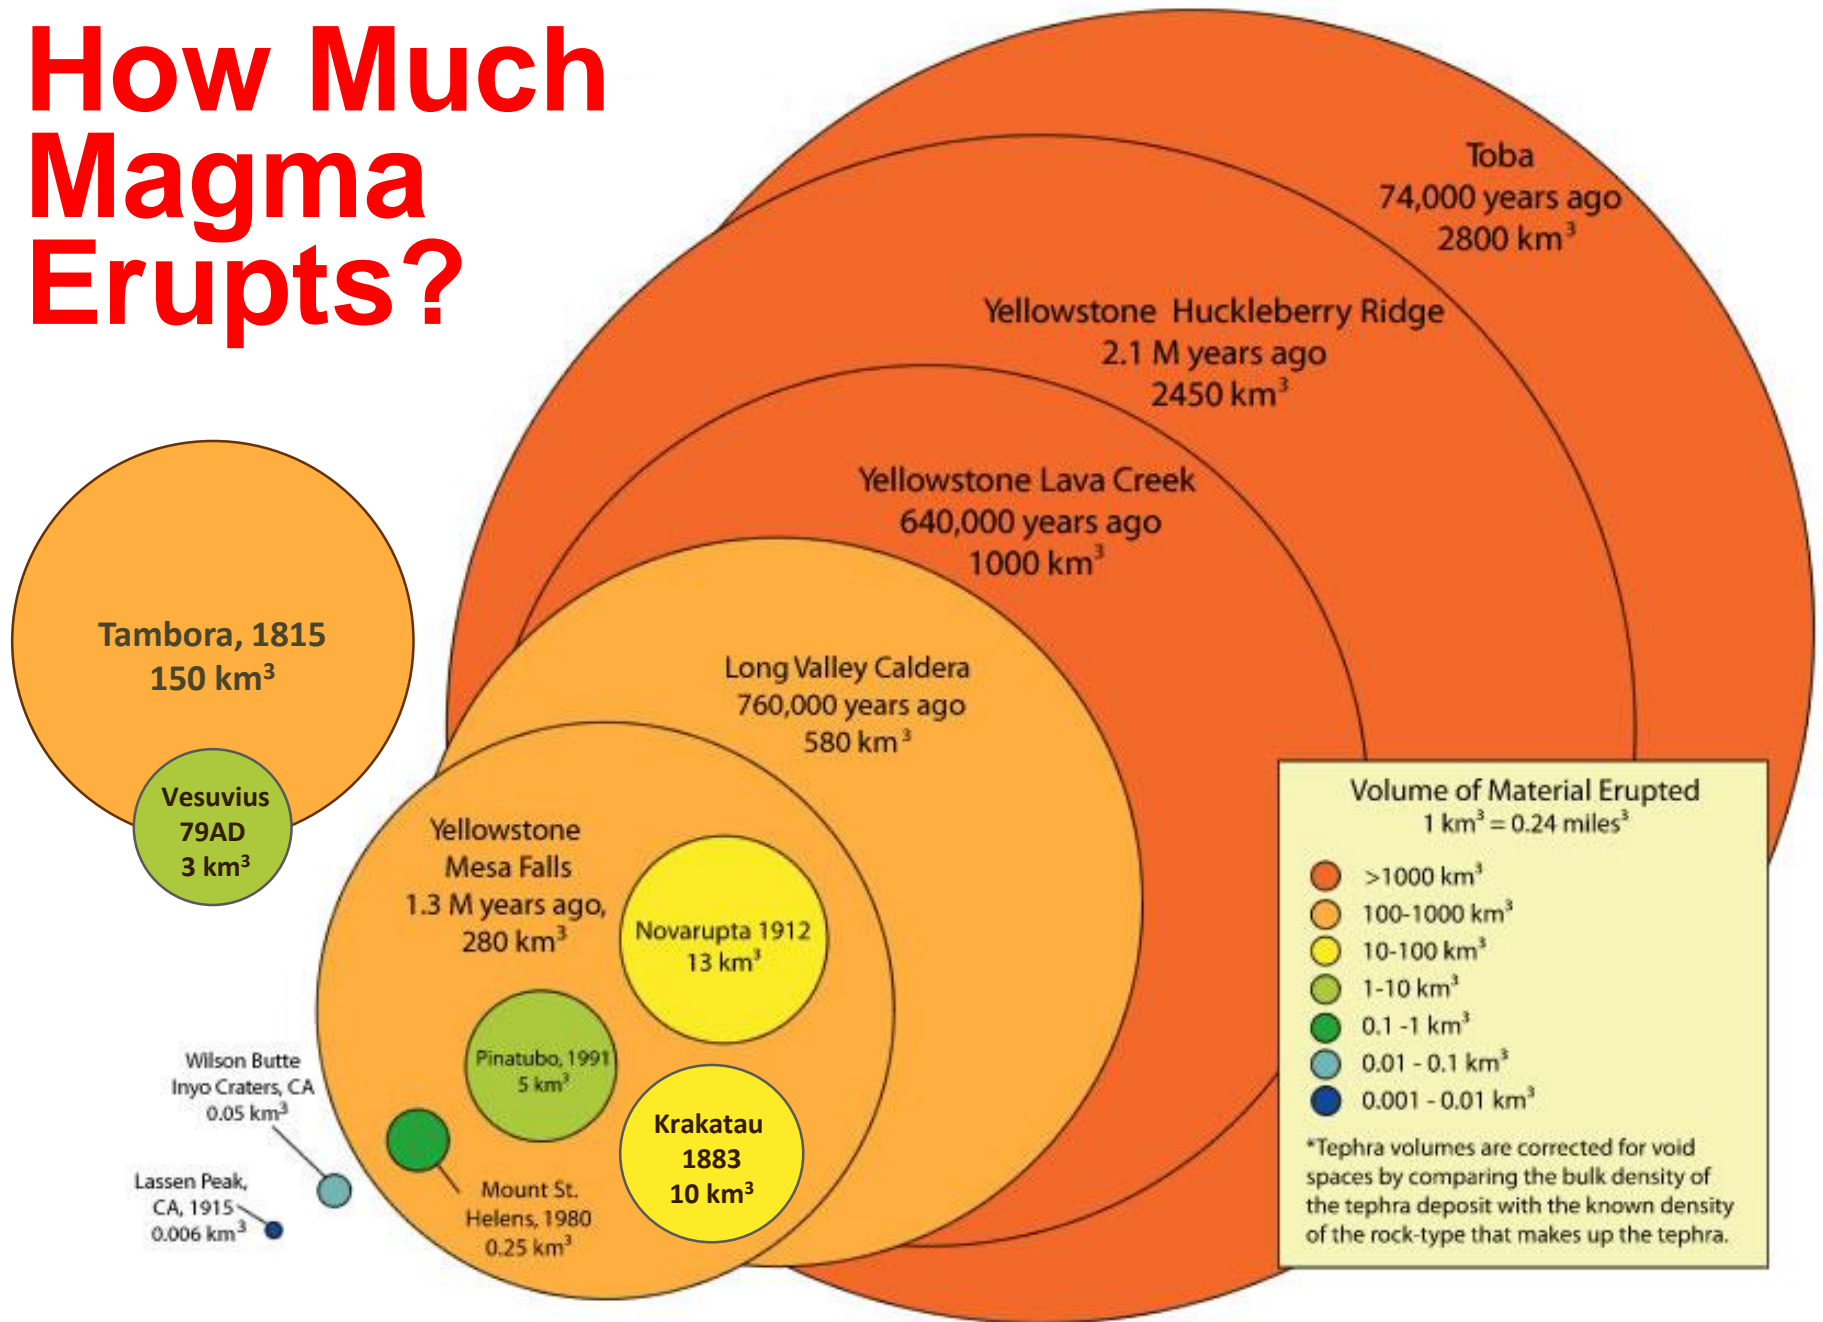 How Much
Magma
Erupts?
Toba
74,000 years ago
2800 km³
Yellowstone Huckleberry Ridge
2.1 M years ago
2450 km³
Yellowstone Lava Creek
640,000 years ago
1000 km³
Tambora, 1815
150 km³
Long Valley Caldera
760,000 years ago
580 km³
Vesuvius
79AD
3 km³
Yellowstone
Mesa Falls
1.3 M years ago,
280 km³
Novarupta 1912
13 km³
Pinatubo, 1991
5 km³
Krakatau
1883
10 km³
Mount St.
Helens, 1980
0.25 km³
Wilson Butte
Inyo Craters, CA
0.05 km³
Lassen Peak,
CA, 1915
0.006 km³
Volume of Material Erupted
1 km³ = 0.24 miles³
>1000 km³
100-1000 km³
10-100 km³
1-10 km³
0.1 -1 km³
0.01 - 0.1 km³
0.001 - 0.01 km³
*Tephra volumes are corrected for void
spaces by comparing the bulk density of
the tephra deposit with the known density
of the rock-type that makes up the tephra.